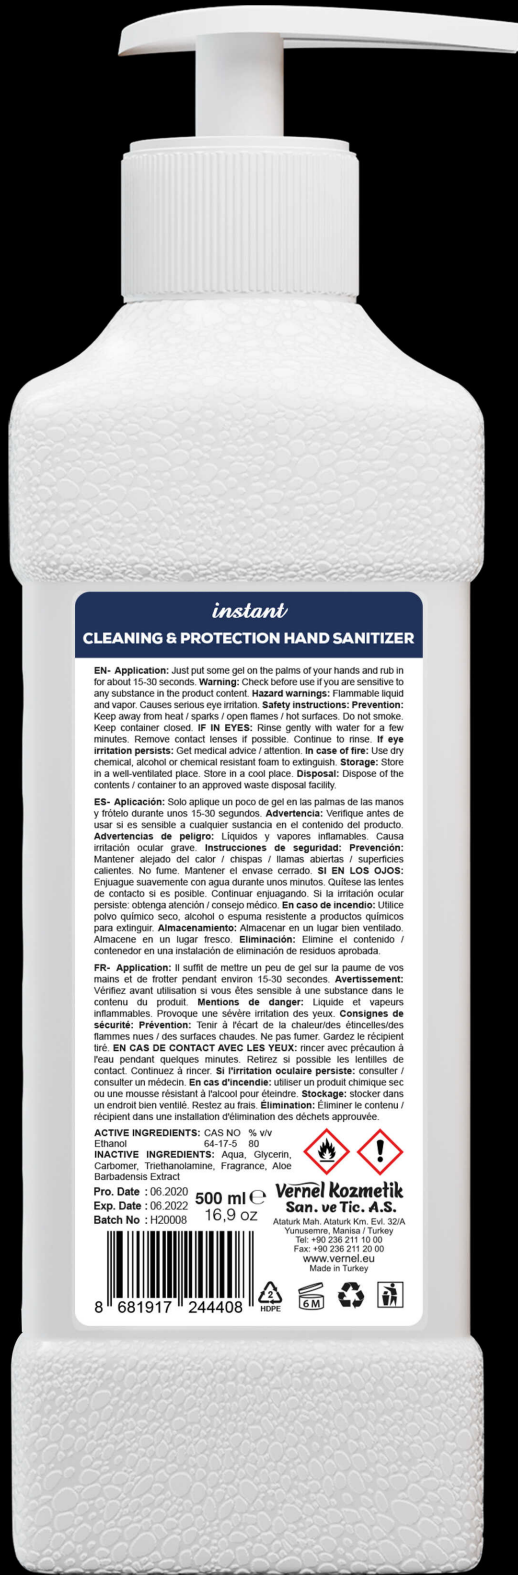 instant
CLEANING & PROTECTION HAND SANITIZER
EN- Application: Just put some gel on the palms of your hands and rub in
for about 15-30 seconds. Warning: Check before use if you are sensitive to
any substance in the product content. Hazard warnings: Flammable liquid
and vapor. Causes serious eye irritation. Safety instructions: Prevention:
Keep away from heat / sparks / open flames / hot surfaces. Do not smoke.
Keep container closed. IF IN EYES: Rinse gently with water for a few
minutes. Remove contact lenses if possible. Continue to rinse. If eye
irritation persists: Get medical advice / attention. In case of fire: Use dry
chemical, alcohol or chemical resistant foam to extinguish. Storage: Store
in a well-ventilated place. Store in a cool place. Disposal: Dispose of the
contents / container to an approved waste disposal facility.
ES- Aplicación: Solo aplique un poco de gel en las palmas de las manos
y frótelo durante unos 15-30 segundos. Advertencia: Verifique antes de
usar si es sensible a cualquier sustancia en el contenido del producto.
Advertencias de peligro: Líquidos y vapores inflamables. Causa
irritación ocular grave. Instrucciones de seguridad: Prevención:
Mantener alejado del calor / chispas / llamas abiertas / superficies
calientes. No fume. Mantener el envase cerrado. SI EN LOS OJOS:
Enjuague suavemente con agua durante unos minutos. Quítese las lentes
de contacto si es posible. Continuar enjuagando. Si la irritación ocular
persiste: obtenga atención / consejo médico. En caso de incendio: Utilice
polvo químico seco, alcohol o espuma resistente a productos químicos
para extinguir. Almacenamiento: Almacenar en un lugar bien ventilado.
Almacene en un lugar fresco. Eliminación: Elimine el contenido /
contenedor en una instalación de eliminación de residuos aprobada.
FR- Application: Il suffit de mettre un peu de gel sur la paume de vos
mains et de frotter pendant environ 15-30 secondes. Avertissement:
Vérifiez avant utilisation si vous êtes sensible à une substance dans le
contenu du produit. Mentions de danger: Liquide et vapeurs
inflammables. Provoque une sévère irritation des yeux. Consignes de
sécurité: Prévention: Tenir à l'écart de la chaleur/des étincelles/des
flammes nues / des surfaces chaudes. Ne pas fumer. Gardez le récipient
tiré. EN CAS DE CONTACT AVEC LES YEUX: rincer avec précaution à
l'eau pendant quelques minutes. Retirez si possible les lentilles de
contact. Continuez à rincer. Si l'irritation oculaire persiste: consulter /
consulter un médecin. En cas d'incendie: utiliser un produit chimique sec
ou une mousse résistant à l'alcool pour éteindre. Stockage: stocker dans
un endroit bien ventilé. Restez au frais. Élimination: Éliminer le contenu /
récipient dans une installation d'élimination des déchets approuvée.
ACTIVE INGREDIENTS: CAS NO % v/v
Ethanol 64-17-5 80
INACTIVE INGREDIENTS: Aqua, Glycerin,
Carbomer, Triethanolamine, Fragrance, Aloe
Barbadensis Extract
Pro. Date : 06.2020
Exp. Date : 06.2022
Batch No : H20008
500 ml ℮
16,9 oz
Vernel Kozmetik
San. ve Tic. A.S.
Ataturk Mah. Ataturk Km. Evl. 32/A
Yunusemre, Manisa / Turkey
Tel: +90 236 211 10 00
Fax: +90 236 211 20 00
www.vernel.eu
Made in Turkey
8 681917 244408
2
HDPE
6 M